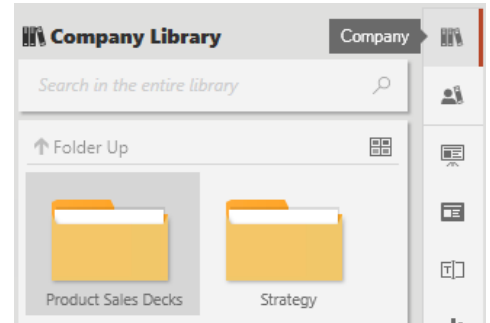 Company Library
Company
Search in the entire library
Folder Up
Product Sales Decks
Strategy